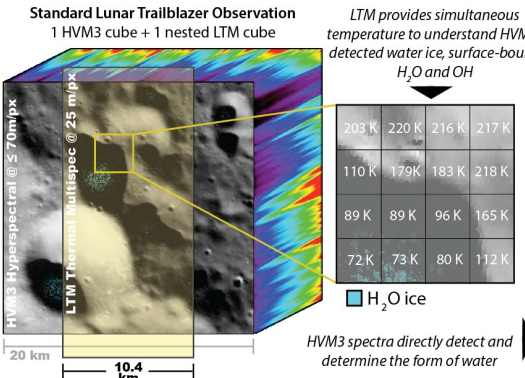 Standard Lunar Trailblazer Observation
1 HVM3 cube + 1 nested LTM cube
LTM provides simultaneous
temperature to understand HVM
detected water ice, surface-bou
H2O and OH
HVM3 Hyperspectral @ ≤ 70m/px
LTM Thermal Multispec @ 25 m/px
203 K 220 K 216 K 217 K
110 K 179K 183 K 218 K
89 K 89 K 96 K 165 K
72 K 73 K 80 K 112 K
H2O ice
20 km
10.4
km
HVM3 spectra directly detect and
determine the form of water